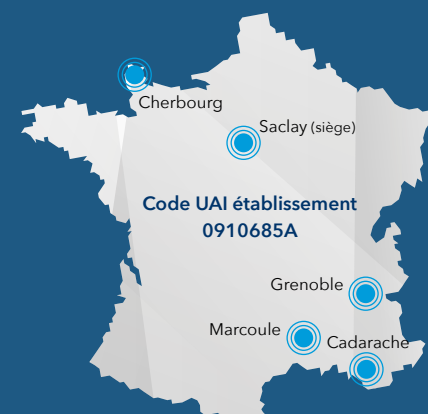 Cherbourg
Saclay (siège)
Code UAI établissement
0910685A
Grenoble
Marcoule
Cadarache